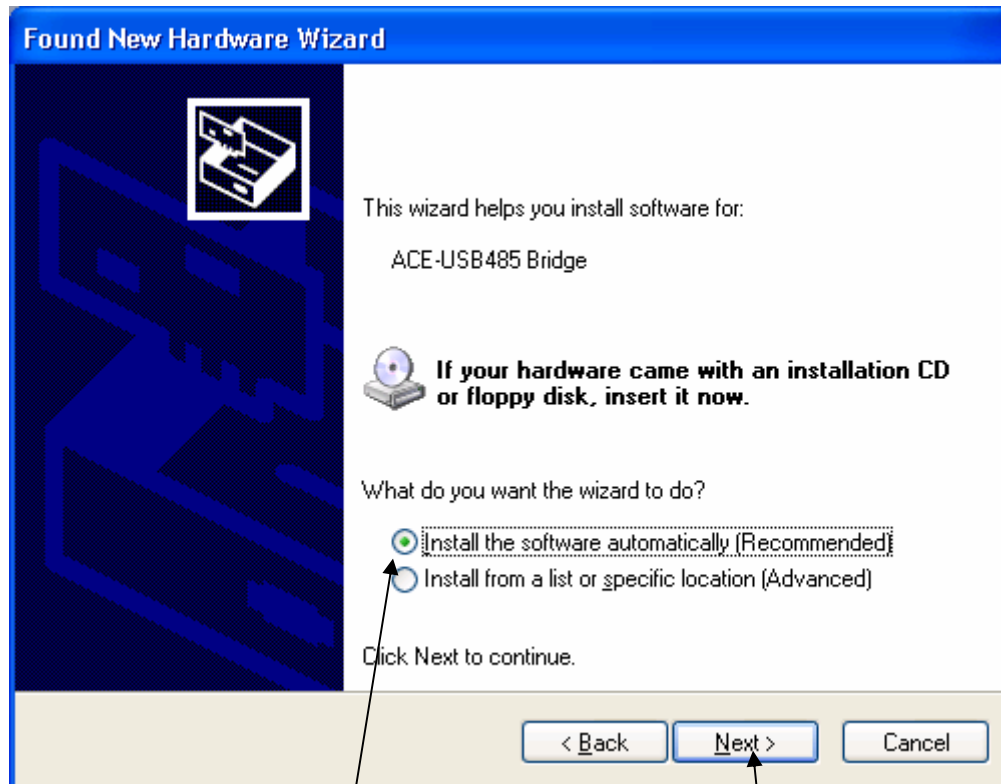 Found New Hardware Wizard
This wizard helps you install software for:
ACE-USB485 Bridge
If your hardware came with an installation CD
or floppy disk, insert it now.
What do you want the wizard to do?
Install the software automatically (Recommended)
Install from a list or specific location (Advanced)
Click Next to continue.
< Back Next > Cancel